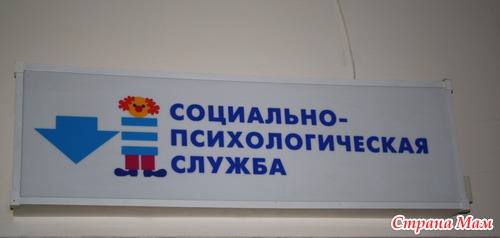 СОЦИАЛЬНО-
ПСИХОЛОГИЧЕСКАЯ
СЛУЖБА
Страна Мам